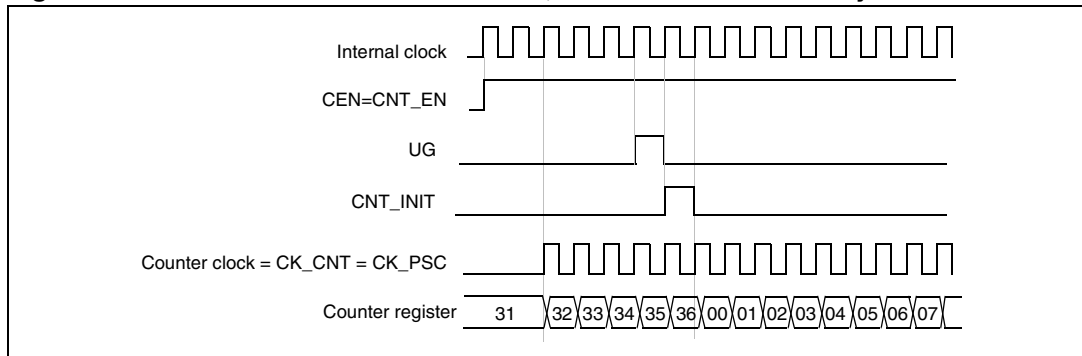 Internal clock
CEN=CNT_EN
UG
CNT_INIT
Counter clock = CK_CNT = CK_PSC
Counter register 31 32 33 34 35 36 00 01 02 03 04 05 06 07